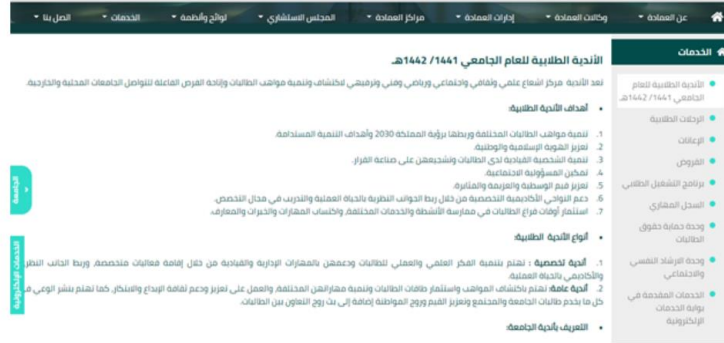 عن العمادة
وكالات العمادة
إدارات العمادة
مراكز العمادة
المجلس الاستشاري
لوائح وأنظمة
الخدمات
اتصل بنا
الخدمات
الأندية الطلابية للعام
الجامعي 1441/ 1442هـ
الرحلات الطلابية
الإعانات
القروض
برنامج التشغيل الطلابي
السجل المهاري
وحدة حماية حقوق
الطالبات
وحدة الارشاد النفسي
والاجتماعي
الخدمات المقدمة في
بوابة الخدمات
الإلكترونية
الأندية الطلابية للعام الجامعي 1441/ 1442هـ
تعد الأندية مركز اشعاع علمي وثقافي واجتماعي ورياضي وفني وترفيهي لاكتشاف وتنمية مواهب الطالبات وإتاحة الفرص الفاعلة للتواصل الجامعات المحلية والخارجية.
• أهداف الأندية الطلابية:
1. تنمية مواهب الطالبات المختلفة وربطها برؤية المملكة 2030 وأهداف التنمية المستدامة.
2. تعزيز الهوية الإسلامية والوطنية.
3. تنمية الشخصية القيادية لدى الطالبات وتشجيعهن على صناعة القرار.
4. تمكين المسؤولية الاجتماعية.
5. تعزيز قيم الوسطية والعزيمة والمثابرة.
6. دعم النواحي الأكاديمية التخصصية من خلال ربط الجوانب النظرية بالحياة العملية والتدريب في مجال التخصص.
7. استثمار أوقات فراغ الطالبات في ممارسة الأنشطة والخدمات المختلفة، واكتساب المهارات والخبرات والمعارف.
• أنواع الأندية الطلابية:
1. أندية تخصصية : تهتم بتنمية الفكر العلمي والعملي للطالبات ودعمهن بالمهارات الإدارية والقيادية من خلال إقامة فعاليات متخصصة، وربط الجانب
والأكاديمي بالحياة العملية.
2. أندية عامة: تهتم باكتشاف المواهب واستثمار طاقات الطالبات وتنمية مهاراتهن المختلفة، والعمل على تعزيز ودعم ثقافة الإبداع والابتكار، كما تهتم بنشر الوعي
كل ما يخدم طالبات الجامعة والمجتمع وتعزيز القيم وروح المواطنة إضافة إلى بث روح التعاون بين الطالبات.
• التعريف بأندية الجامعة:
الجامعة
الخدمات الإلكترونية